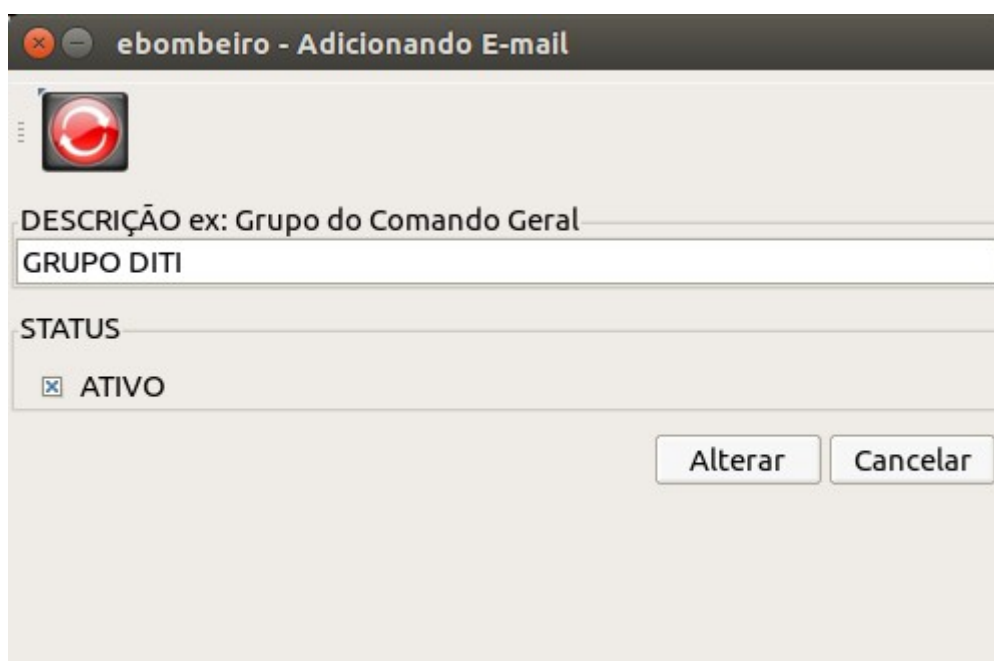 ebombeiro - Adicionando E-mail
DESCRIÇÃO ex: Grupo do Comando Geral
GRUPO DITI
STATUS
ATIVO
Alterar Cancelar